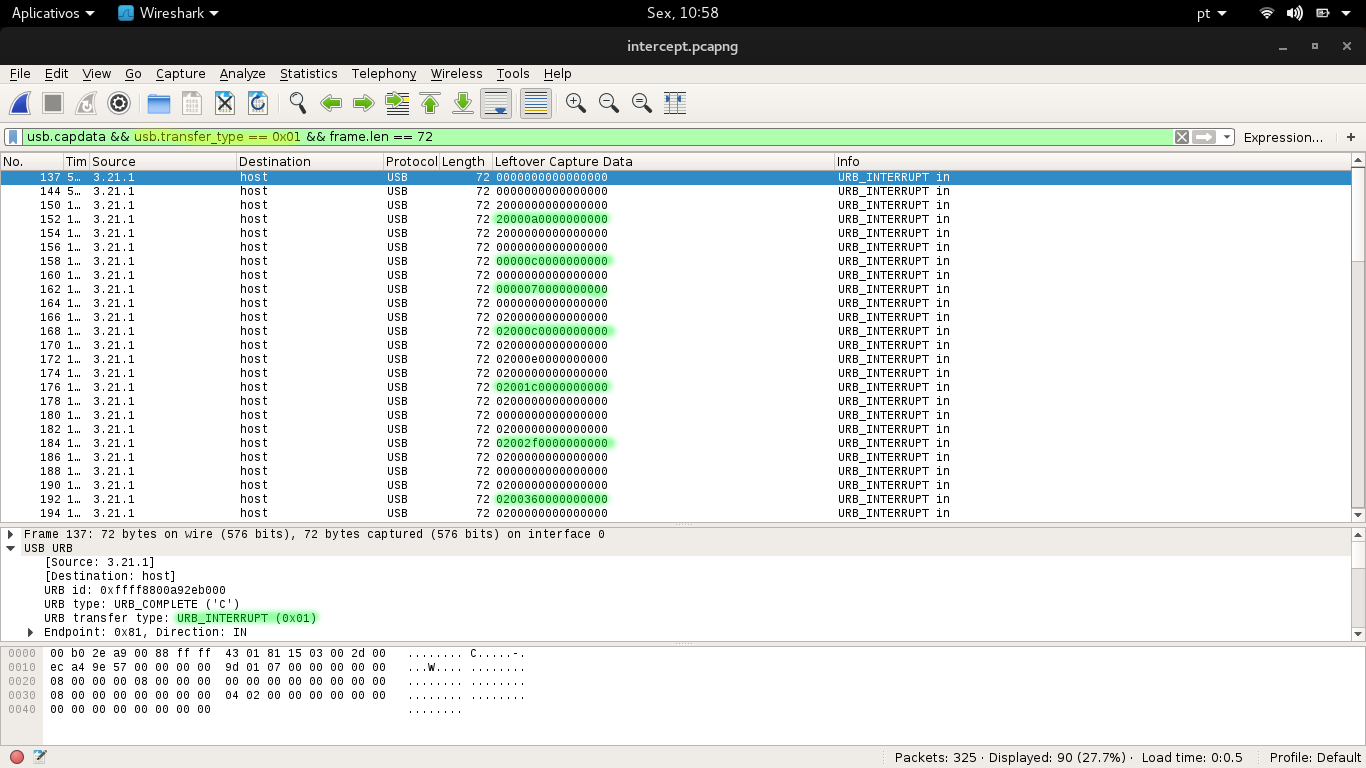 Aplicativos Wireshark Sex, 10:58 pt
intercept.pcapng
File Edit View Go Capture Analyze Statistics Telephony Wireless Tools Help
usb.capdata && usb.transfer_type == 0x01 && frame.len == 72 Expression… +
No. Tim Source Destination Protocol Length Leftover Capture Data Info
137 5… 3.21.1 host USB 72 0000000000000000 URB_INTERRUPT in
144 5… 3.21.1 host USB 72 0000000000000000 URB_INTERRUPT in
150 1… 3.21.1 host USB 72 2000000000000000 URB_INTERRUPT in
152 1… 3.21.1 host USB 72 20000a0000000000 URB_INTERRUPT in
154 1… 3.21.1 host USB 72 2000000000000000 URB_INTERRUPT in
156 1… 3.21.1 host USB 72 0000000000000000 URB_INTERRUPT in
158 1… 3.21.1 host USB 72 00000c0000000000 URB_INTERRUPT in
160 1… 3.21.1 host USB 72 0000000000000000 URB_INTERRUPT in
162 1… 3.21.1 host USB 72 0000070000000000 URB_INTERRUPT in
164 1… 3.21.1 host USB 72 0000000000000000 URB_INTERRUPT in
166 1… 3.21.1 host USB 72 0200000000000000 URB_INTERRUPT in
168 1… 3.21.1 host USB 72 02000c0000000000 URB_INTERRUPT in
170 1… 3.21.1 host USB 72 0200000000000000 URB_INTERRUPT in
172 1… 3.21.1 host USB 72 02000e0000000000 URB_INTERRUPT in
174 1… 3.21.1 host USB 72 0200000000000000 URB_INTERRUPT in
176 1… 3.21.1 host USB 72 02001c0000000000 URB_INTERRUPT in
178 1… 3.21.1 host USB 72 0200000000000000 URB_INTERRUPT in
180 1… 3.21.1 host USB 72 0000000000000000 URB_INTERRUPT in
182 1… 3.21.1 host USB 72 0200000000000000 URB_INTERRUPT in
184 1… 3.21.1 host USB 72 02002f0000000000 URB_INTERRUPT in
186 1… 3.21.1 host USB 72 0200000000000000 URB_INTERRUPT in
188 1… 3.21.1 host USB 72 0000000000000000 URB_INTERRUPT in
190 1… 3.21.1 host USB 72 0200000000000000 URB_INTERRUPT in
192 1… 3.21.1 host USB 72 0200360000000000 URB_INTERRUPT in
194 1… 3.21.1 host USB 72 0200000000000000 URB_INTERRUPT in
Frame 137: 72 bytes on wire (576 bits), 72 bytes captured (576 bits) on interface 0
USB URB
[Source: 3.21.1]
[Destination: host]
URB id: 0xffff8800a92eb000
URB type: URB_COMPLETE ('C')
URB transfer type: URB_INTERRUPT (0x01)
Endpoint: 0x81, Direction: IN
0000 00 b0 2e a9 00 88 ff ff 43 01 81 15 03 00 2d 00 ........ C.....-.
0010 ec a4 9e 57 00 00 00 00 9d 01 07 00 00 00 00 00 ...W.... ........
0020 08 00 00 00 08 00 00 00 00 00 00 00 00 00 00 00 ........ ........
0030 08 00 00 00 00 00 00 00 04 02 00 00 00 00 00 00 ........ ........
0040 00 00 00 00 00 00 00 00 ........
Packets: 325 · Displayed: 90 (27.7%) · Load time: 0:0.5 Profile: Default